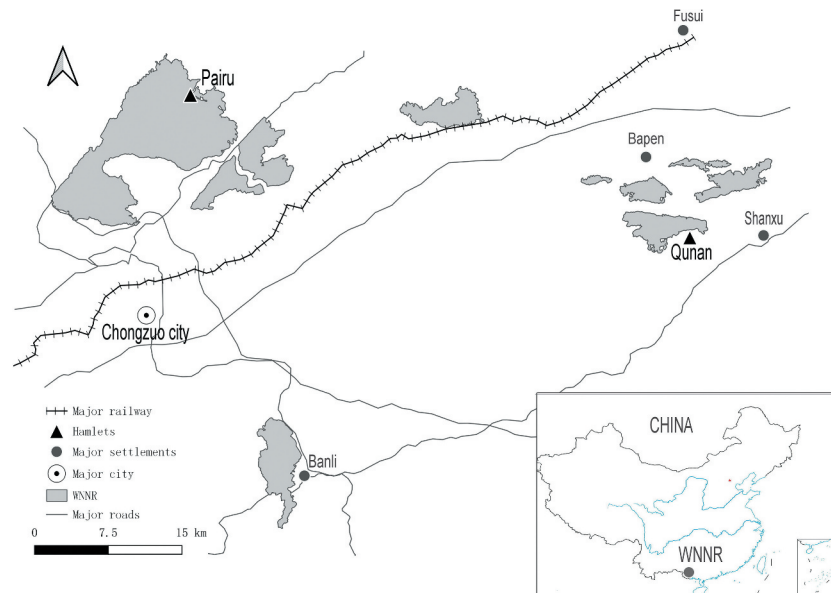 Fusui
Pairu
Bapen
Shanxu
Qunan
Chongzuo city
Major railway
Hamlets
Major settlements
Major city
WNNR
Major roads
0 7.5 15 km
Banli
CHINA
WNNR